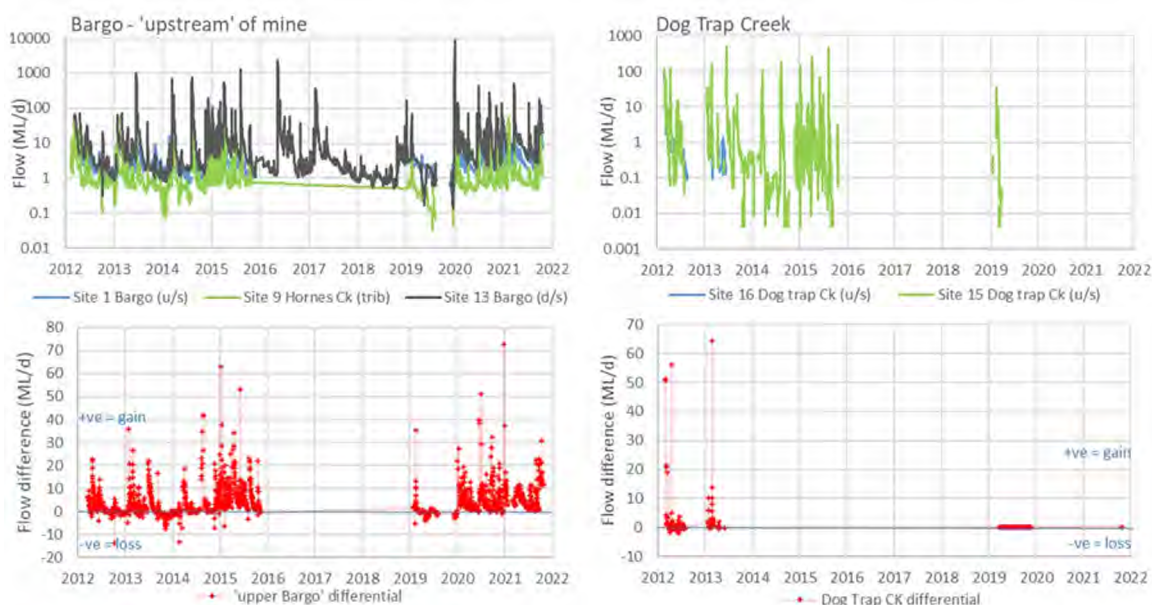 Bargo - 'upstream' of mine
Flow (ML/d)
10000
1000
100
10
1
0.1
0.01
2012 2013 2014 2015 2016 2017 2018 2019 2020 2021 2022
Site 1 Bargo (u/s) Site 9 Hornes Ck (trib) Site 13 Bargo (d/s)
Dog Trap Creek
Flow (ML/d)
1000
100
10
1
0.1
0.01
0.001
2012 2013 2014 2015 2016 2017 2018 2019 2020 2021 2022
Site 16 Dog trap Ck (u/s) Site 15 Dog trap Ck (u/s)
Flow difference (ML/d)
80
70
60
50
40
30
20
10
0
-10
-20
+ve = gain
-ve = loss
2012 2013 2014 2015 2016 2017 2018 2019 2020 2021 2022
'upper Bargo' differential
Flow difference (ML/d)
70
60
50
40
30
20
10
0
-10
+ve = gain
-ve = loss
2012 2013 2014 2015 2016 2017 2018 2019 2020 2021 2022
Dog Trap CK differential